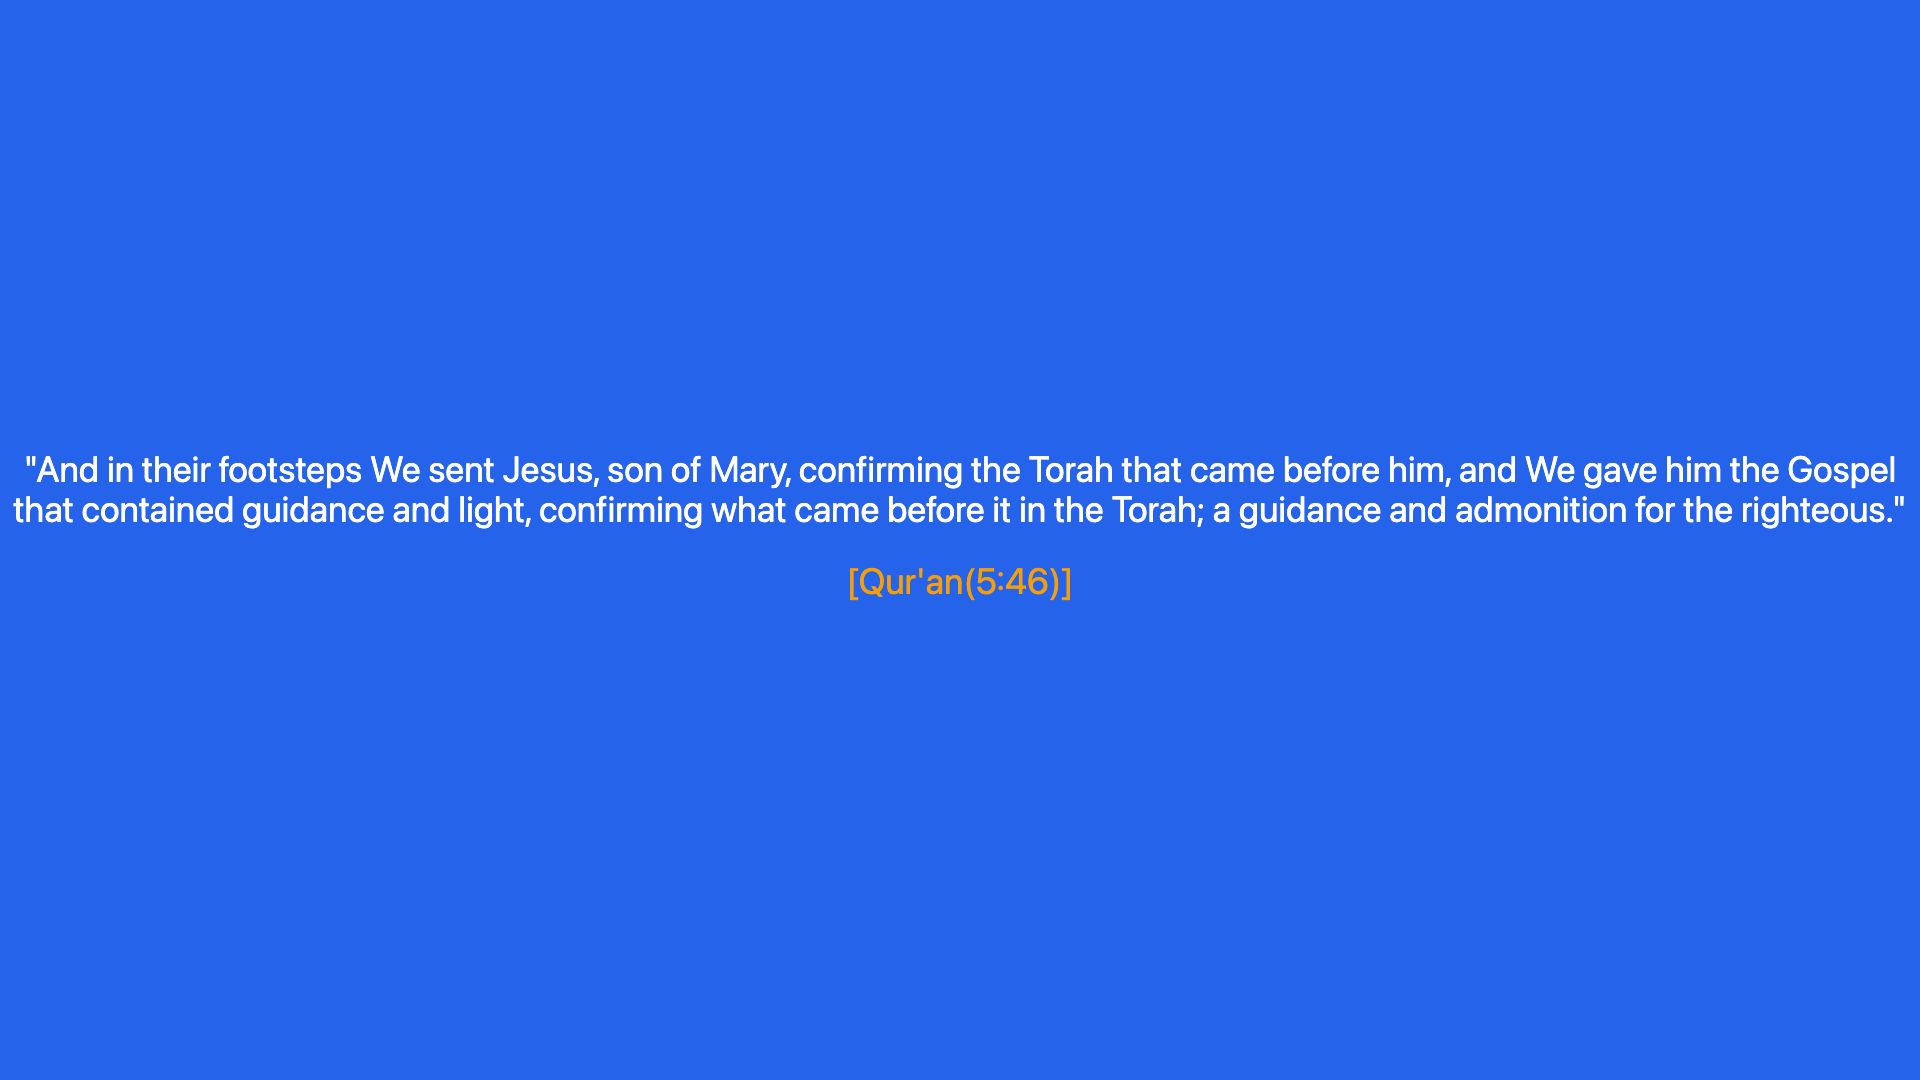 "And in their footsteps We sent Jesus, son of Mary, confirming the Torah that came before him, and We gave him the Gospel
that contained guidance and light, confirming what came before it in the Torah; a guidance and admonition for the righteous."
[Qur'an(5:46)]